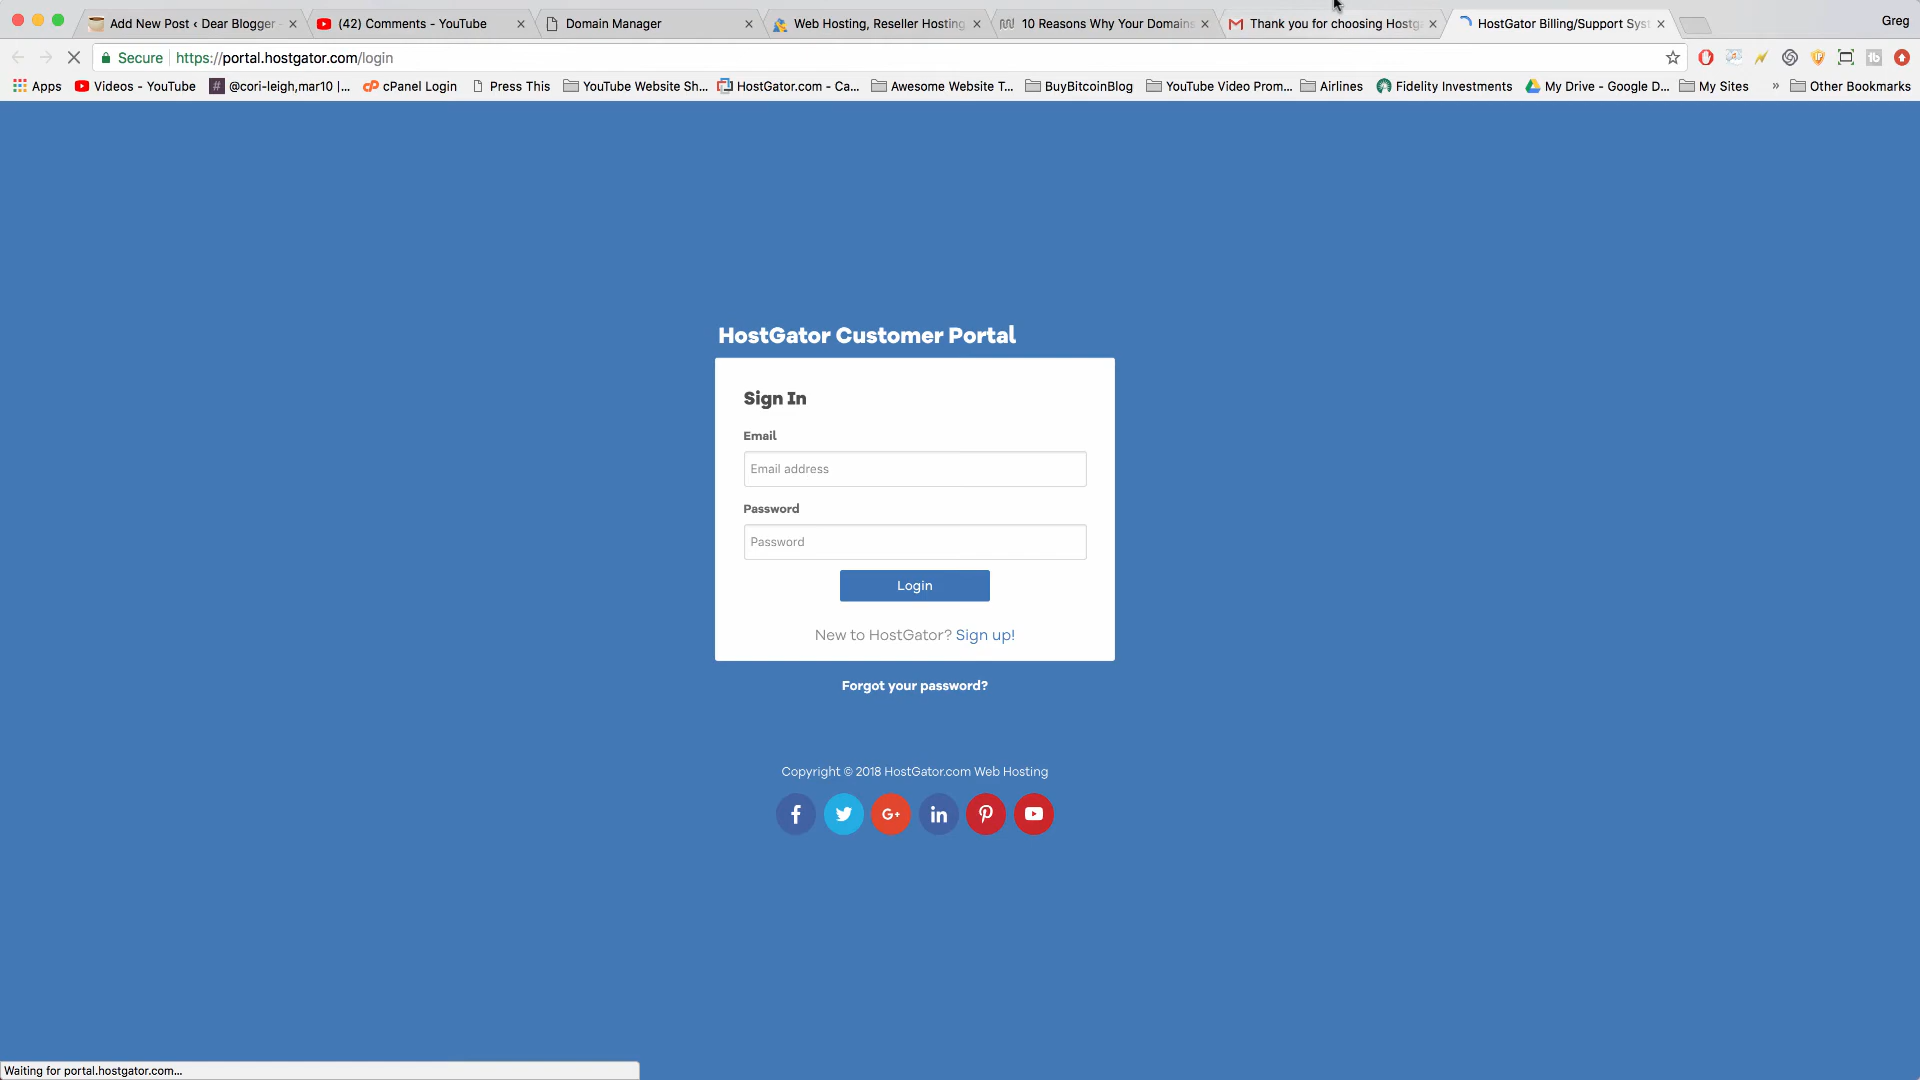 Add New Post ‹ Dear Blogger
(42) Comments - YouTube
Domain Manager
Web Hosting, Reseller Hosting
10 Reasons Why Your Domains
Thank you for choosing Hostga
HostGator Billing/Support Syst
Greg
Secure
https://portal.hostgator.com/login
Apps
Videos - YouTube
@cori-leigh,mar10 |...
cPanel Login
Press This
YouTube Website Sh...
HostGator.com - Ca...
Awesome Website T...
BuyBitcoinBlog
YouTube Video Prom...
Airlines
Fidelity Investments
My Drive - Google D...
My Sites
»
Other Bookmarks
HostGator Customer Portal
Sign In
Email
Email address
Password
Password
Login
New to HostGator? Sign up!
Forgot your password?
Copyright © 2018 HostGator.com Web Hosting
Waiting for portal.hostgator.com...